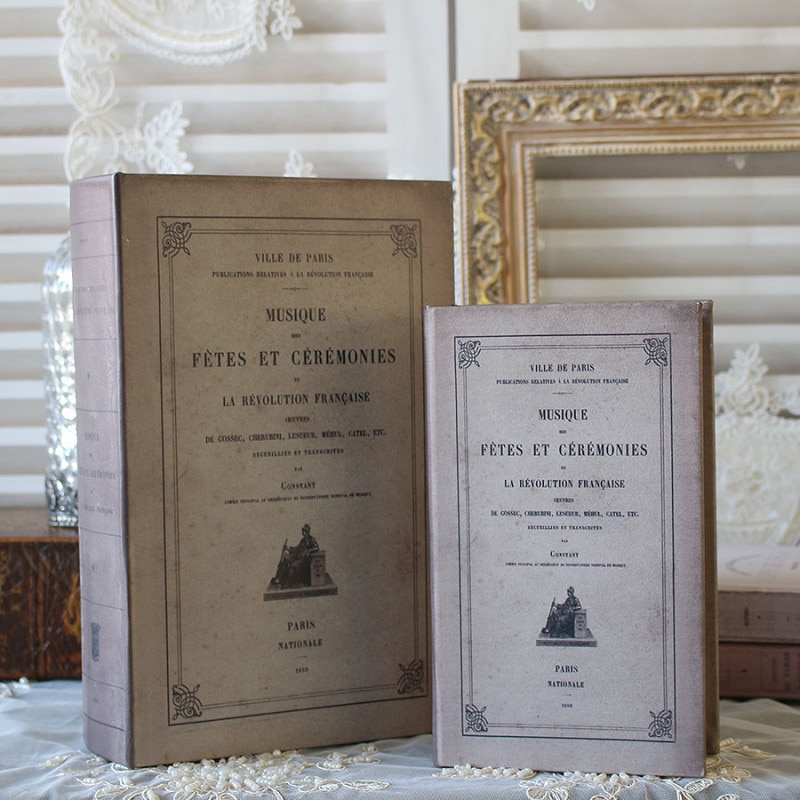 VILLE DE PARIS
PUBLICATIONS RELATIVES A LA RÉVOLUTION FRANÇAISE
MUSIQUE
DES
FÊTES ET CÉRÉMONIES
DE
LA RÉVOLUTION FRANÇAISE
ŒUVRES
DE GOSSEC, CHERUBINI, LESUEUR, MÉHUL, CATEL, ETC.
RECUEILLIES ET TRANSCRITES
PAR
CONSTANT
PARIS
NATIONALE
VILLE DE PARIS
PUBLICATIONS RELATIVES A LA RÉVOLUTION FRANÇAISE
MUSIQUE
DES
FÊTES ET CÉRÉMONIES
DE
LA RÉVOLUTION FRANÇAISE
ŒUVRES
DE GOSSEC, CHERUBINI, LESUEUR, MÉHUL, CATEL, ETC.
RECUEILLIES ET TRANSCRITES
PAR
CONSTANT
PARIS
NATIONALE